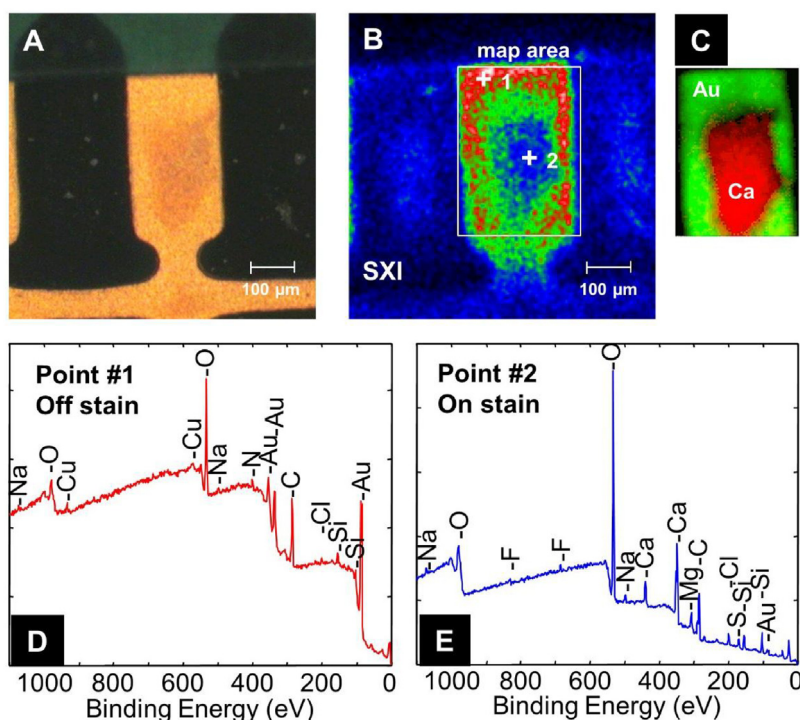 A
100 µm
B
map area
1
2
SXI
100 µm
C
Au
Ca
Point #1
Off stain
Na
O
Cu
Cu
O
Na
N
Au
Au
C
Cl
Si
Si
Au
D
1000 800 600 400 200 0
Binding Energy (eV)
Point #2
On stain
Na
O
F
F
O
Na
Ca
Ca
Mg
C
Cl
S
Si
Au
Si
E
1000 800 600 400 200 0
Binding Energy (eV)